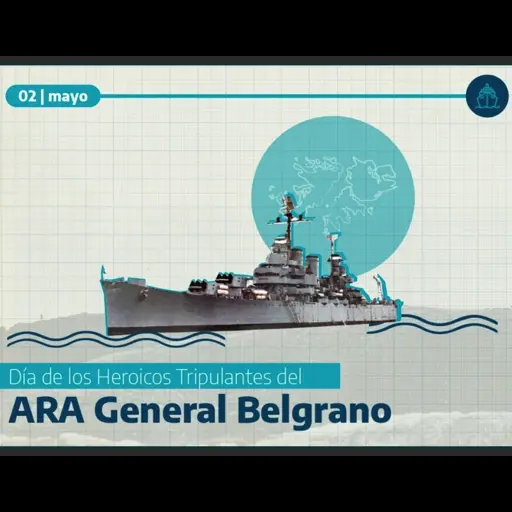 02 | mayo
Día de los Heroicos Tripulantes del
ARA General Belgrano